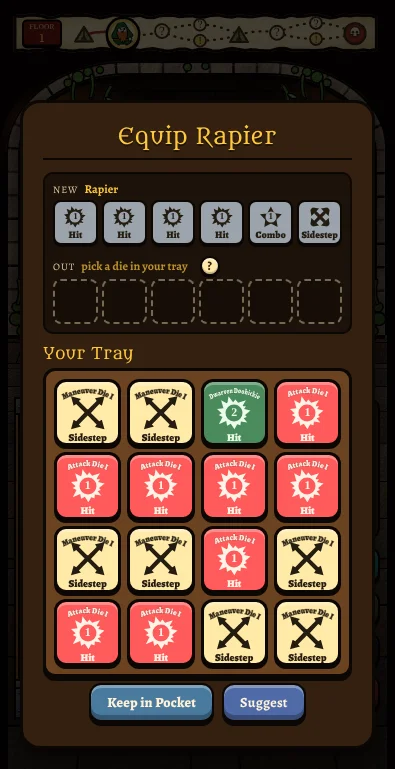 FLOOR
1
? ? ?
! !
Equip Rapier
NEW Rapier
1 1 1 1 1
Hit Hit Hit Hit Combo Sidestep
OUT pick a die in your tray ?
Your Tray
Maneuver Die I Maneuver Die I Dwarven Doohickie Attack Die I
2 1
Sidestep Sidestep Hit Hit
Attack Die I Attack Die I Attack Die I Attack Die I
1 1 1 1
Hit Hit Hit Hit
Maneuver Die I Maneuver Die I Attack Die I Maneuver Die I
1
Sidestep Sidestep Hit Sidestep
Attack Die I Attack Die I Maneuver Die I Maneuver Die I
1 1
Hit Hit Sidestep Sidestep
Keep in Pocket Suggest